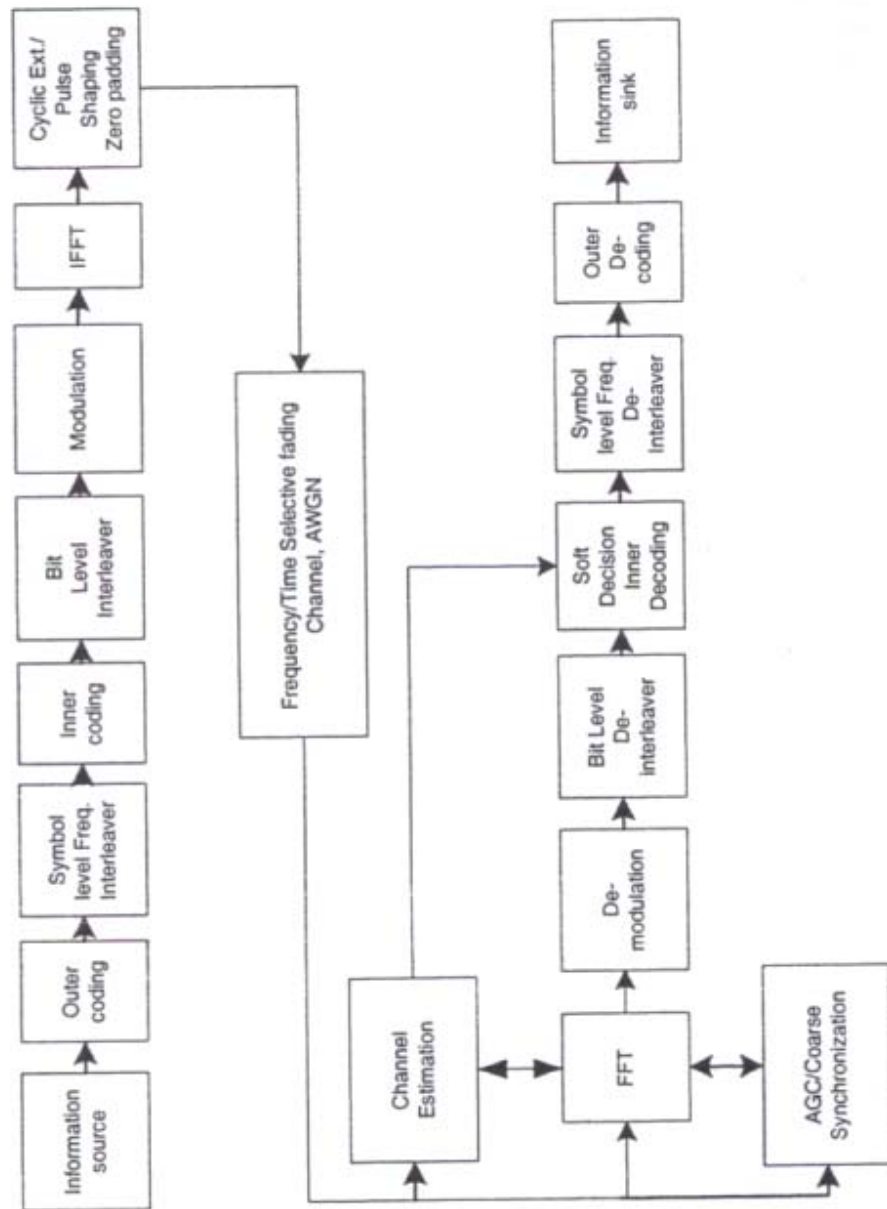 Information
source
Outer
coding
Symbol
level Freq.
Interleaver
Inner
coding
Bit
Level
Interleaver
Modulation
IFFT
Cyclic Ext./
Pulse
Shaping
Zero padding
Frequency/Time Selective fading
Channel, AWGN
Channel
Estimation
FFT
AGC/Coarse
Synchronization
De-
modulation
Bit Level
De-
interleaver
Soft
Decision
Inner
Decoding
Symbol
level Freq.
De-
Interleaver
Outer
De-
coding
Information
sink